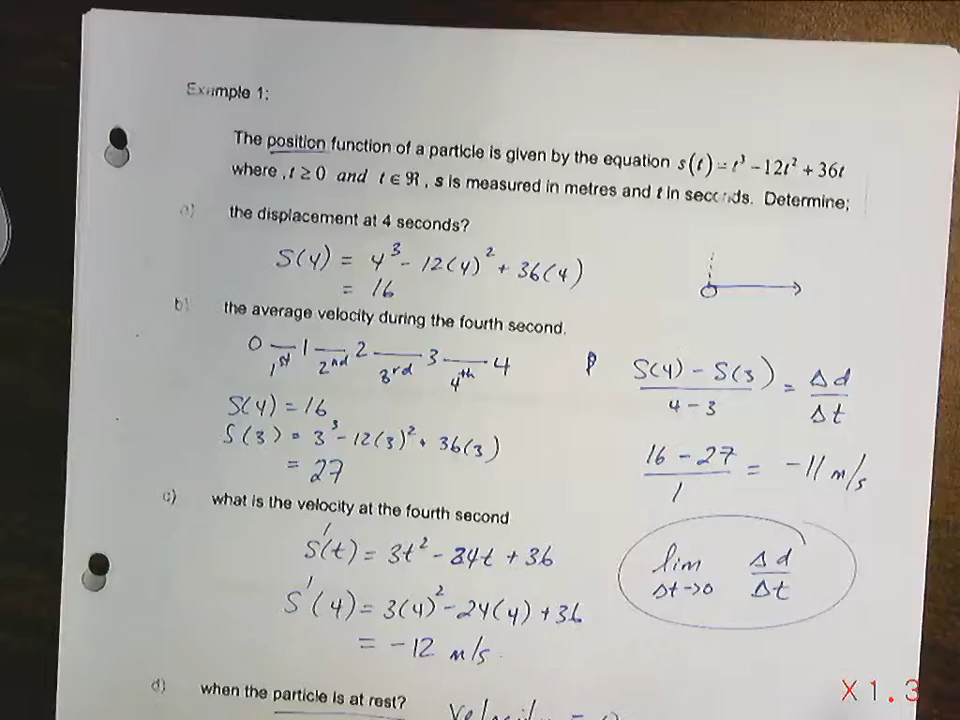 Example 1:
The position function of a particle is given by the equation s(t) = t³ − 12t² + 36t
where , t ≥ 0 and t ∈ ℜ , s is measured in metres and t in seconds. Determine;
a) the displacement at 4 seconds?
S(4) = 4³ - 12(4)² + 36(4)
= 16
b) the average velocity during the fourth second.
0 — 1 — 2 — 3 — 4
1st 2nd 3rd 4th
S(4) - S(3) / 4 - 3 = Δd / Δt
S(4) = 16
S(3) = 3³ - 12(3)² + 36(3)
= 27
16 - 27 / 1 = -11 m/s
c) what is the velocity at the fourth second
S'(t) = 3t² - 24t + 36
lim Δt→0 Δd / Δt
S'(4) = 3(4)² - 24(4) + 36
= -12 m/s.
d) when the particle is at rest?
Velocity =
X1.3